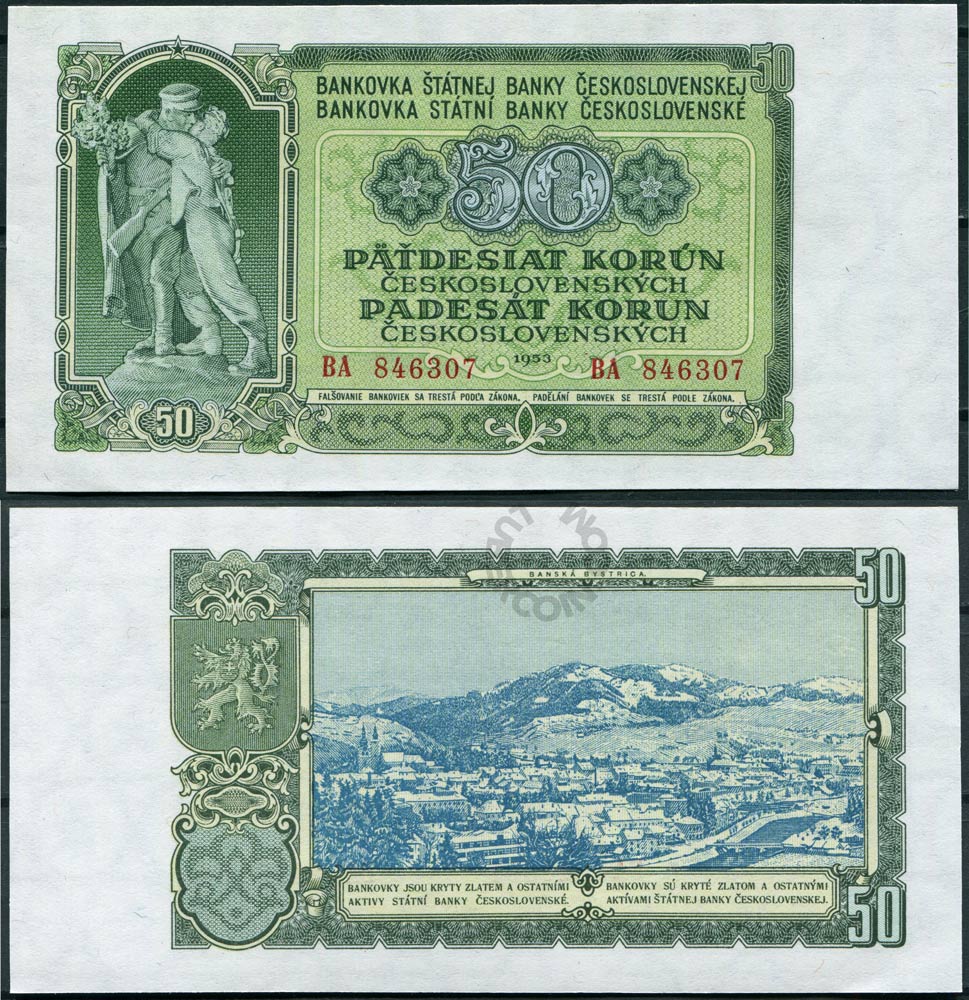 50
BANKOVKA ŠTÁTNEJ BANKY ČESKOSLOVENSKEJ
BANKOVKA STÁTNÍ BANKY ČESKOSLOVENSKÉ
50
PÄŤDESIAT KORÚN
ČESKOSLOVENSKÝCH
PADESÁT KORUN
ČESKOSLOVENSKÝCH
1953
BA 846307 BA 846307
FALŠOVANIE BANKOVIEK SA TRESTÁ PODĽA ZÁKONA. PADĚLÁNÍ BANKOVEK SE TRESTÁ PODLE ZÁKONA.
50
BANSKÁ BYSTRICA.
50
BANKOVKY JSOU KRYTY ZLATEM A OSTATNÍMI
AKTIVY STÁTNÍ BANKY ČESKOSLOVENSKÉ.
BANKOVKY SÚ KRYTÉ ZLATOM A OSTATNÝMI
AKTÍVAMI ŠTÁTNEJ BANKY ČESKOSLOVENSKEJ.
50